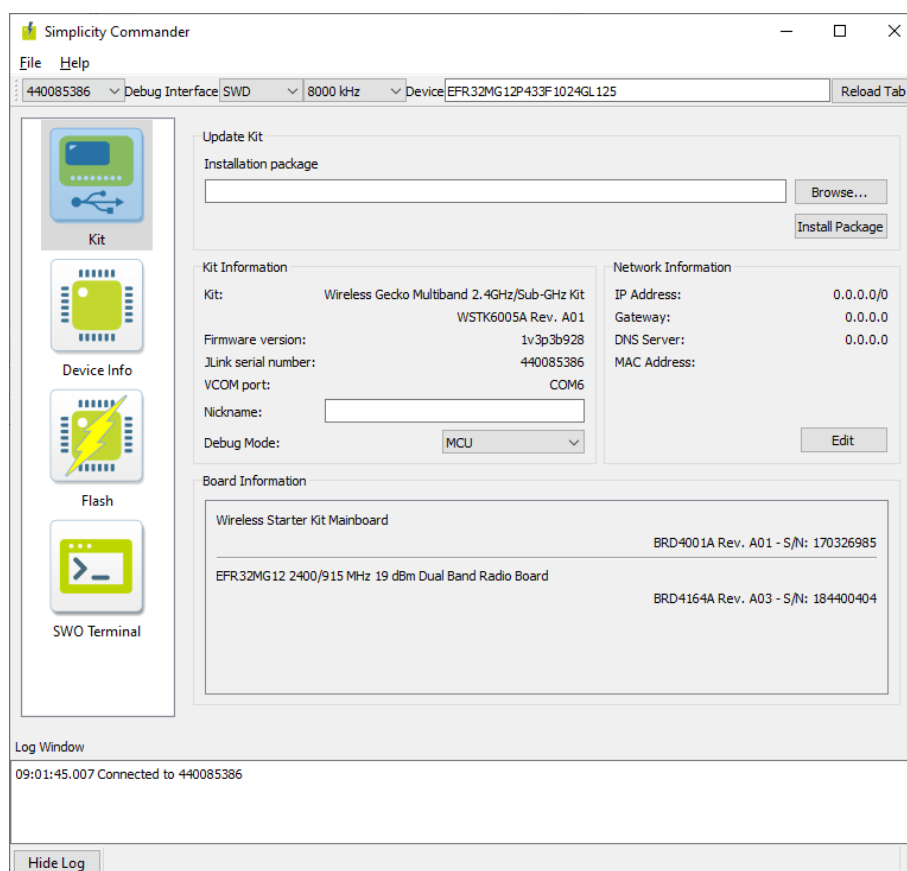 Simplicity Commander
File Help
440085386 Debug Interface SWD 8000 kHz Device EFR32MG12P433F1024GL125 Reload Tab
Kit
Device Info
Flash
SWO Terminal
Update Kit
Installation package
Browse...
Install Package
Kit Information
Kit: Wireless Gecko Multiband 2.4GHz/Sub-GHz Kit
WSTK6005A Rev. A01
Firmware version: 1v3p3b928
JLink serial number: 440085386
VCOM port: COM6
Nickname:
Debug Mode: MCU
Network Information
IP Address: 0.0.0.0/0
Gateway: 0.0.0.0
DNS Server: 0.0.0.0
MAC Address:
Edit
Board Information
Wireless Starter Kit Mainboard
BRD4001A Rev. A01 - S/N: 170326985
EFR32MG12 2400/915 MHz 19 dBm Dual Band Radio Board
BRD4164A Rev. A03 - S/N: 184400404
Log Window
09:01:45.007 Connected to 440085386
Hide Log